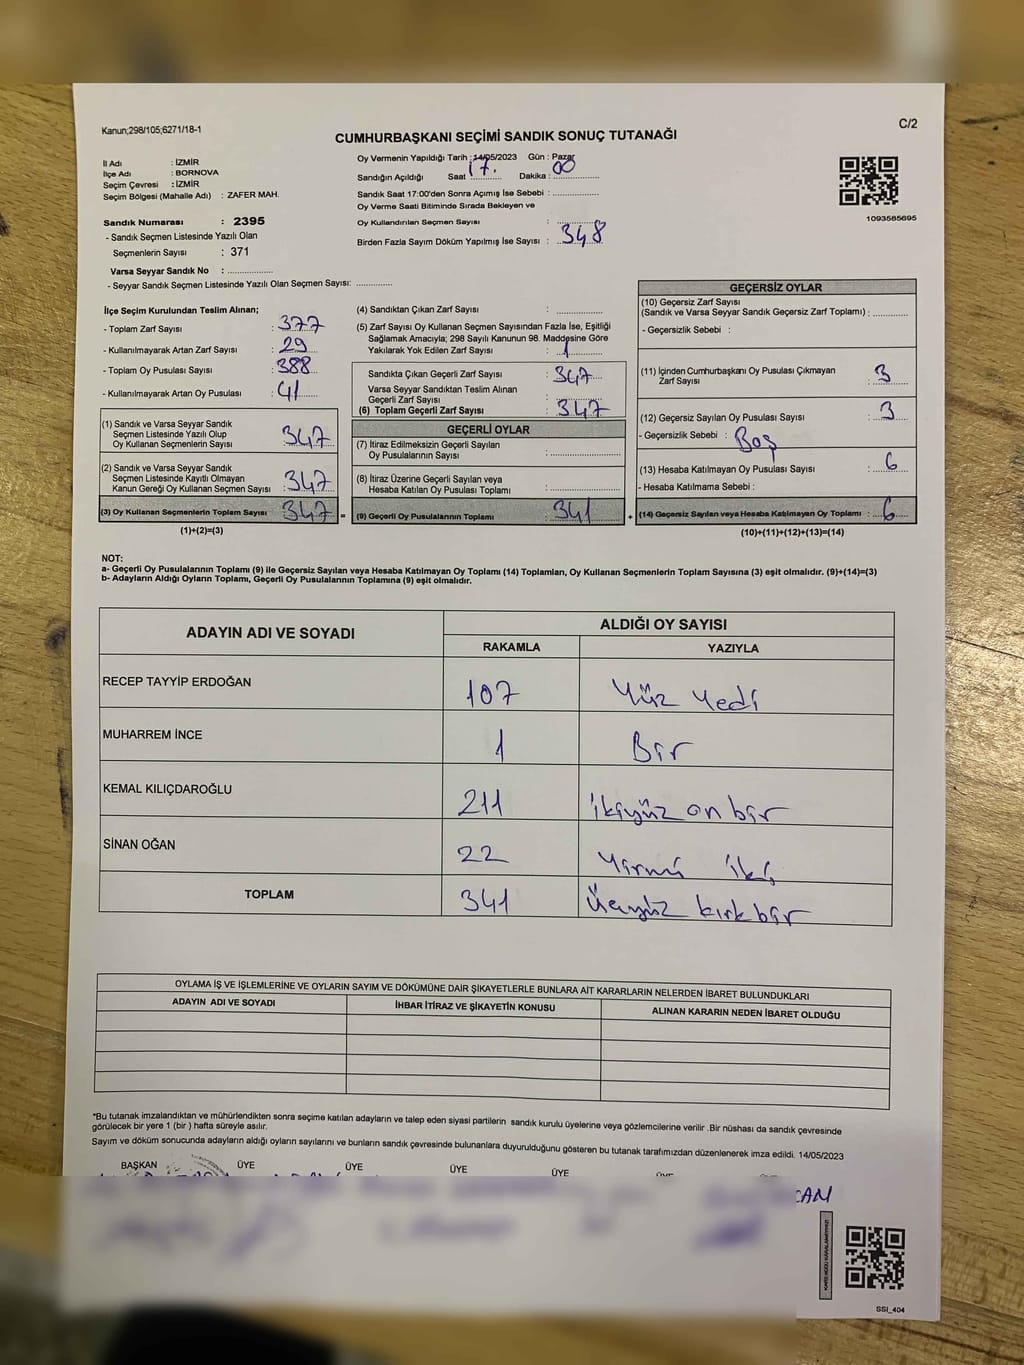 Kanun;298/105;6271/18-1
C/2
CUMHURBAŞKANI SEÇİMİ SANDIK SONUÇ TUTANAĞI
İl Adı : İZMİR
İlçe Adı : BORNOVA
Seçim Çevresi : İZMİR
Seçim Bölgesi (Mahalle Adı) : ZAFER MAH.
Sandık Numarası : 2395
- Sandık Seçmen Listesinde Yazılı Olan
Seçmenlerin Sayısı : 371
Varsa Seyyar Sandık No : ..............
- Seyyar Sandık Seçmen Listesinde Yazılı Olan Seçmen Sayısı: ............
Oy Vermenin Yapıldığı Tarih : 14/05/2023 Gün : Pazar
Sandığın Açıldığı Saat 17. Dakika : 00
Sandık Saat 17:00'den Sonra Açımış İse Sebebi : ...............
Oy Verme Saati Bitiminde Sırada Bekleyen ve
Oy Kullandırılan Seçmen Sayısı : ............
Birden Fazla Sayım Döküm Yapılmış İse Sayısı : 348
1093585695
İlçe Seçim Kurulundan Teslim Alınan;
- Toplam Zarf Sayısı : 377
- Kullanılmayarak Artan Zarf Sayısı : 29
- Toplam Oy Pusulası Sayısı : 388
- Kullanılmayarak Artan Oy Pusulası : 41
(1) Sandık ve Varsa Seyyar Sandık
Seçmen Listesinde Yazılı Olup
Oy Kullanan Seçmenlerin Sayısı : 347
(2) Sandık ve Varsa Seyyar Sandık
Seçmen Listesinde Kayıtlı Olmayan
Kanun Gereği Oy Kullanan Seçmen Sayısı : 347
(3) Oy Kullanan Seçmenlerin Toplam Sayısı : 347 =
(1)+(2)=(3)
(4) Sandıktan Çıkan Zarf Sayısı : ............
(5) Zarf Sayısı Oy Kullanan Seçmen Sayısından Fazla İse, Eşitliği
Sağlamak Amacıyla; 298 Sayılı Kanunun 98. Maddesine Göre
Yakılarak Yok Edilen Zarf Sayısı : 1
Sandıkta Çıkan Geçerli Zarf Sayısı : 347
Varsa Seyyar Sandıktan Teslim Alınan
Geçerli Zarf Sayısı :
(6) Toplam Geçerli Zarf Sayısı : 347
GEÇERLİ OYLAR
(7) İtiraz Edilmeksizin Geçerli Sayılan
Oy Pusulalarının Sayısı : ...................
(8) İtiraz Üzerine Geçerli Sayılan veya
Hesaba Katılan Oy Pusulası Toplamı : ...................
(9) Geçerli Oy Pusulalarının Toplamı : 341 +
GEÇERSİZ OYLAR
(10) Geçersiz Zarf Sayısı
(Sandık ve Varsa Seyyar Sandık Geçersiz Zarf Toplamı) : ............
- Geçersizlik Sebebi :
(11) İçinden Cumhurbaşkanı Oy Pusulası Çıkmayan
Zarf Sayısı : 3
(12) Geçersiz Sayılan Oy Pusulası Sayısı : 3
- Geçersizlik Sebebi : Boş
(13) Hesaba Katılmayan Oy Pusulası Sayısı : 6
- Hesaba Katılmama Sebebi :
(14) Geçersiz Sayılan veya Hesaba Katılmayan Oy Toplamı : 6
(10)+(11)+(12)+(13)=(14)
NOT:
a- Geçerli Oy Pusulalarının Toplamı (9) ile Geçersiz Sayılan veya Hesaba Katılmayan Oy Toplamı (14) Toplamları, Oy Kullanan Seçmenlerin Toplam Sayısına (3) eşit olmalıdır. (9)+(14)=(3)
b- Adayların Aldığı Oyların Toplamı, Geçerli Oy Pusulalarının Toplamına (9) eşit olmalıdır.
ADAYIN ADI VE SOYADI
ALDIĞI OY SAYISI
RAKAMLA YAZIYLA
RECEP TAYYİP ERDOĞAN 107 Yüz Yedi
MUHARREM İNCE 1 Bir
KEMAL KILIÇDAROĞLU 211 ikiyüz on bir
SİNAN OĞAN 22 Yirmi iki
TOPLAM 341 Üçyüz kırk bir
OYLAMA İŞ VE İŞLEMLERİNE VE OYLARIN SAYIM VE DÖKÜMÜNE DAİR ŞİKAYETLERLE BUNLARA AİT KARARLARIN NELERDEN İBARET BULUNDUKLARI
ADAYIN ADI VE SOYADI İHBAR İTİRAZ VE ŞİKAYETİN KONUSU ALINAN KARARIN NEDEN İBARET OLDUĞU
*Bu tutanak imzalandıktan ve mühürlendikten sonra seçime katılan adayların ve talep eden siyasi partilerin sandık kurulu üyelerine veya gözlemcilerine verilir .Bir nüshası da sandık çevresinde
görülecek bir yere 1 (bir ) hafta süreyle asılır.
Sayım ve döküm sonucunda adayların aldığı oyların sayılarını ve bunların sandık çevresinde bulunanlara duyurulduğunu gösteren bu tutanak tarafımızdan düzenlenerek imza edildi. 14/05/2023
BAŞKAN ÜYE ÜYE ÜYE ÜYE
CAN
SSI_404